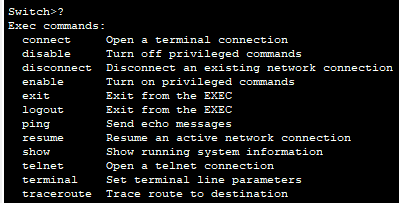 Switch>?
Exec commands:
connect Open a terminal connection
disable Turn off privileged commands
disconnect Disconnect an existing network connection
enable Turn on privileged commands
exit Exit from the EXEC
logout Exit from the EXEC
ping Send echo messages
resume Resume an active network connection
show Show running system information
telnet Open a telnet connection
terminal Set terminal line parameters
traceroute Trace route to destination